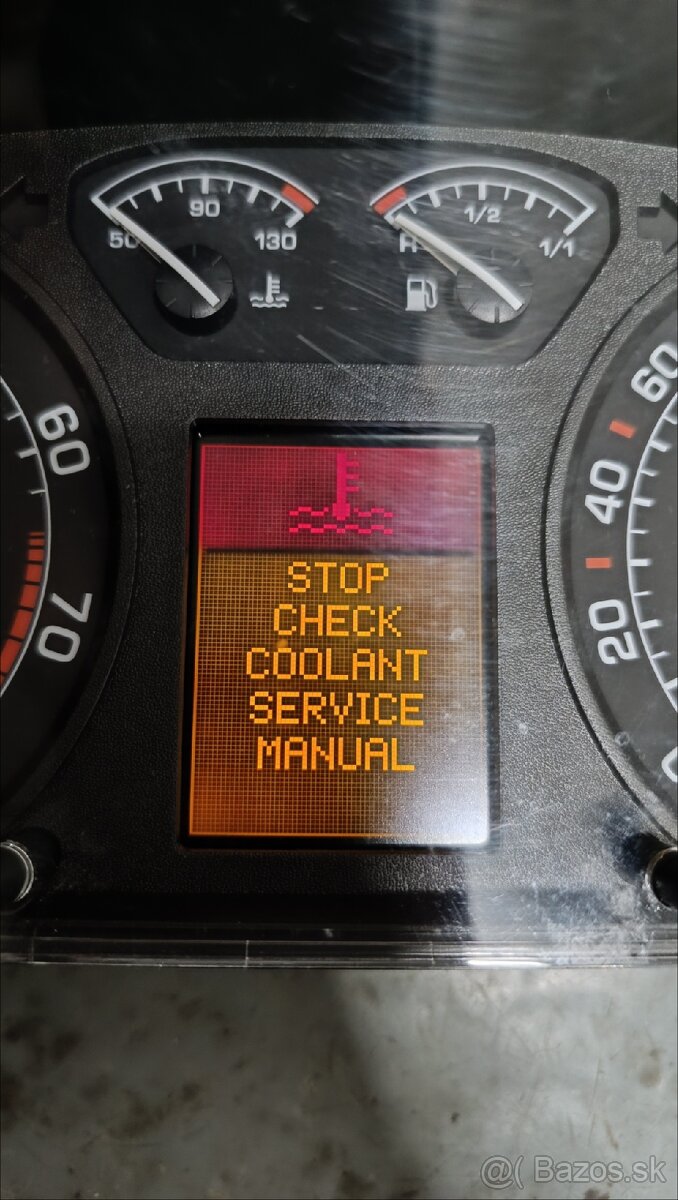 50 90 130
R 1/2 1/1
60
70
60
40
20
STOP
CHECK
COOLANT
SERVICE
MANUAL
@( Bazos.sk